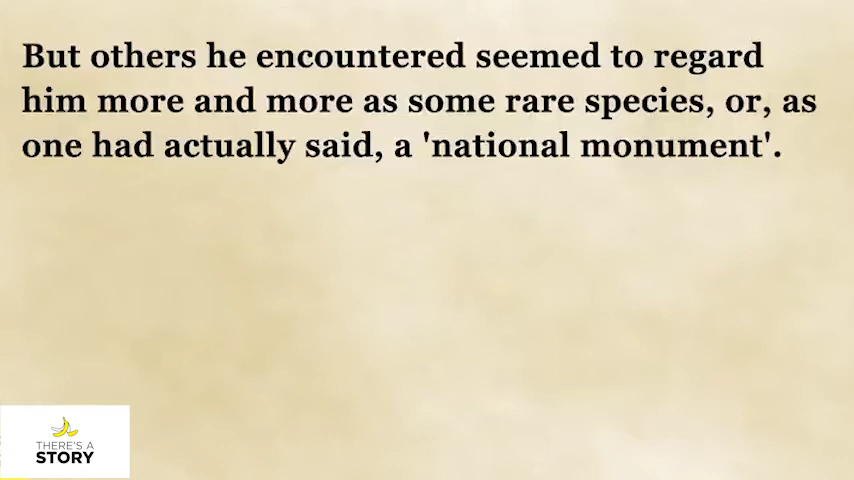 But others he encountered seemed to regard
him more and more as some rare species, or, as
one had actually said, a 'national monument'.
THERE'S A
STORY